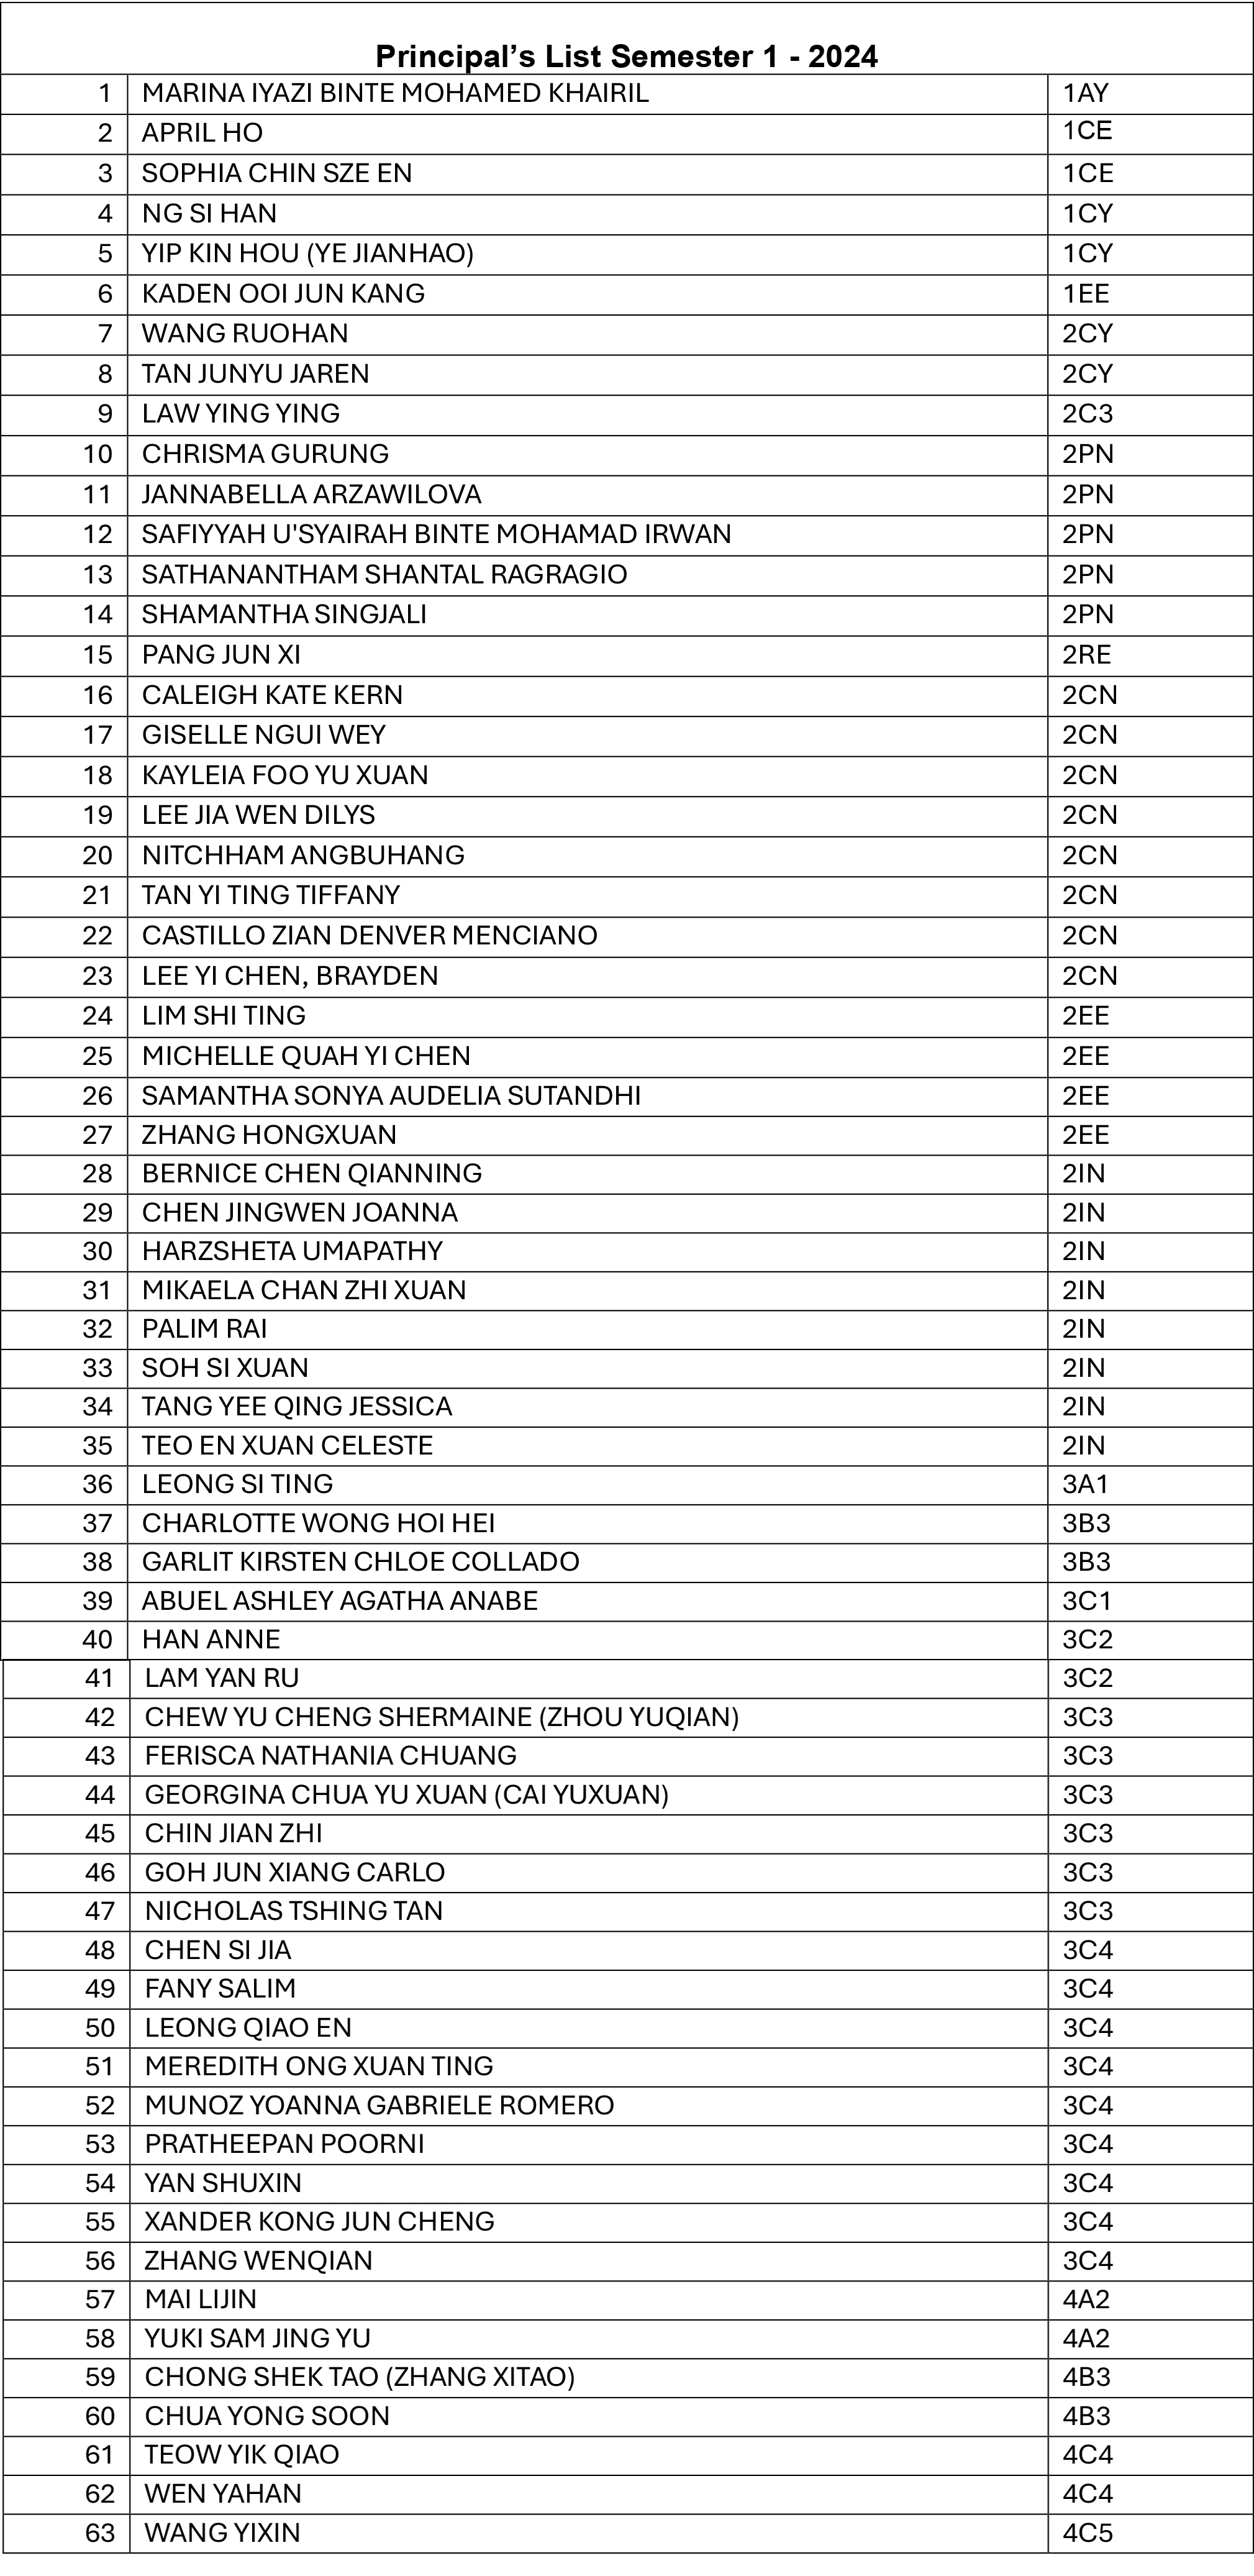 Principal’s List Semester 1 - 2024
1 MARINA IYAZI BINTE MOHAMED KHAIRIL 1AY
2 APRIL HO 1CE
3 SOPHIA CHIN SZE EN 1CE
4 NG SI HAN 1CY
5 YIP KIN HOU (YE JIANHAO) 1CY
6 KADEN OOI JUN KANG 1EE
7 WANG RUOHAN 2CY
8 TAN JUNYU JAREN 2CY
9 LAW YING YING 2C3
10 CHRISMA GURUNG 2PN
11 JANNABELLA ARZAWILOVA 2PN
12 SAFIYYAH U'SYAIRAH BINTE MOHAMAD IRWAN 2PN
13 SATHANANTHAM SHANTAL RAGRAGIO 2PN
14 SHAMANTHA SINGJALI 2PN
15 PANG JUN XI 2RE
16 CALEIGH KATE KERN 2CN
17 GISELLE NGUI WEY 2CN
18 KAYLEIA FOO YU XUAN 2CN
19 LEE JIA WEN DILYS 2CN
20 NITCHHAM ANGBUHANG 2CN
21 TAN YI TING TIFFANY 2CN
22 CASTILLO ZIAN DENVER MENCIANO 2CN
23 LEE YI CHEN, BRAYDEN 2CN
24 LIM SHI TING 2EE
25 MICHELLE QUAH YI CHEN 2EE
26 SAMANTHA SONYA AUDELIA SUTANDHI 2EE
27 ZHANG HONGXUAN 2EE
28 BERNICE CHEN QIANNING 2IN
29 CHEN JINGWEN JOANNA 2IN
30 HARZSHETA UMAPATHY 2IN
31 MIKAELA CHAN ZHI XUAN 2IN
32 PALIM RAI 2IN
33 SOH SI XUAN 2IN
34 TANG YEE QING JESSICA 2IN
35 TEO EN XUAN CELESTE 2IN
36 LEONG SI TING 3A1
37 CHARLOTTE WONG HOI HEI 3B3
38 GARLIT KIRSTEN CHLOE COLLADO 3B3
39 ABUEL ASHLEY AGATHA ANABE 3C1
40 HAN ANNE 3C2
41 LAM YAN RU 3C2
42 CHEW YU CHENG SHERMAINE (ZHOU YUQIAN) 3C3
43 FERISCA NATHANIA CHUANG 3C3
44 GEORGINA CHUA YU XUAN (CAI YUXUAN) 3C3
45 CHIN JIAN ZHI 3C3
46 GOH JUN XIANG CARLO 3C3
47 NICHOLAS TSHING TAN 3C3
48 CHEN SI JIA 3C4
49 FANY SALIM 3C4
50 LEONG QIAO EN 3C4
51 MEREDITH ONG XUAN TING 3C4
52 MUNOZ YOANNA GABRIELE ROMERO 3C4
53 PRATHEEPAN POORNI 3C4
54 YAN SHUXIN 3C4
55 XANDER KONG JUN CHENG 3C4
56 ZHANG WENQIAN 3C4
57 MAI LIJIN 4A2
58 YUKI SAM JING YU 4A2
59 CHONG SHEK TAO (ZHANG XITAO) 4B3
60 CHUA YONG SOON 4B3
61 TEOW YIK QIAO 4C4
62 WEN YAHAN 4C4
63 WANG YIXIN 4C5